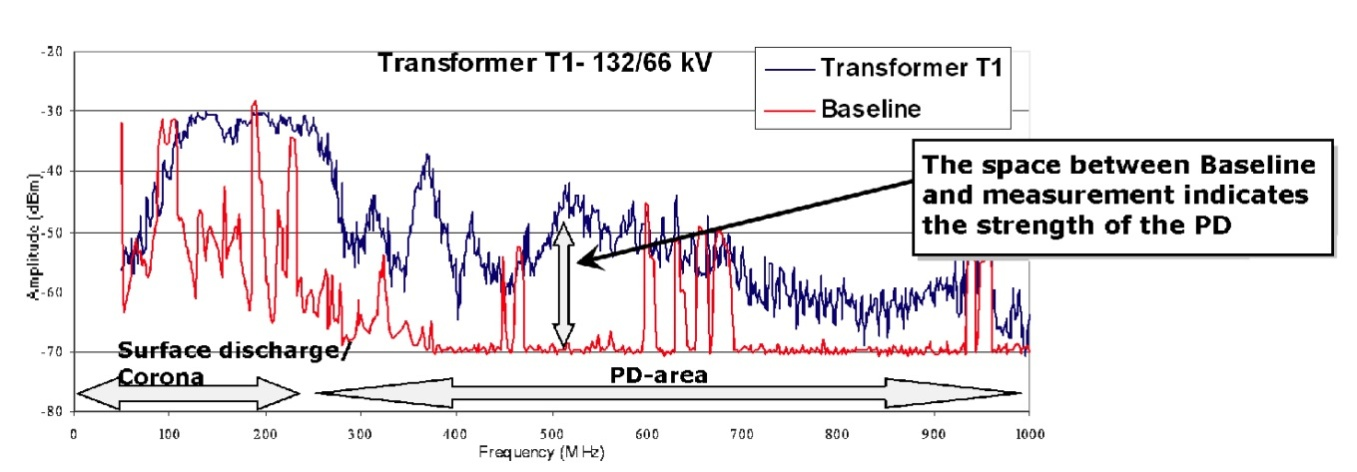 Transformer T1- 132/66 kV
Transformer T1
Baseline
The space between Baseline
and measurement indicates
the strength of the PD
Amplitude (dBm)
-20
-30
-40
-50
-60
-70
-80
Surface discharge/
Corona
PD-area
0 100 200 300 400 500 600 700 800 900 1000
Frequency (MHz)